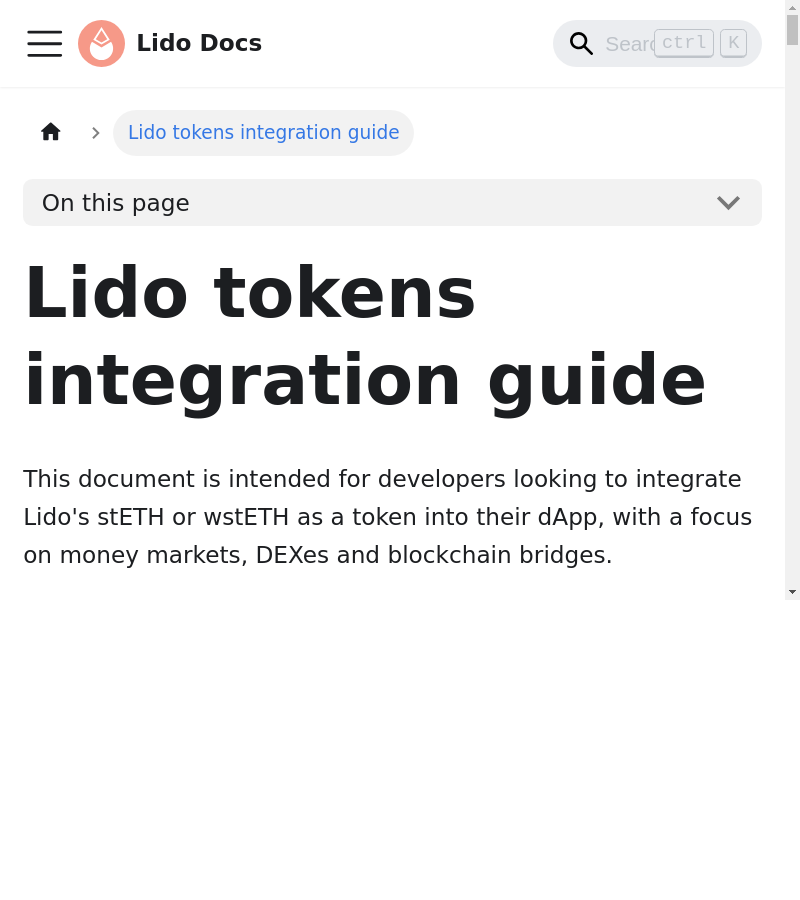 Lido Docs
ctrl K
Lido tokens integration guide
On this page
Lido tokens
integration guide
This document is intended for developers looking to integrate
Lido's stETH or wstETH as a token into their dApp, with a focus
on money markets, DEXes and blockchain bridges.